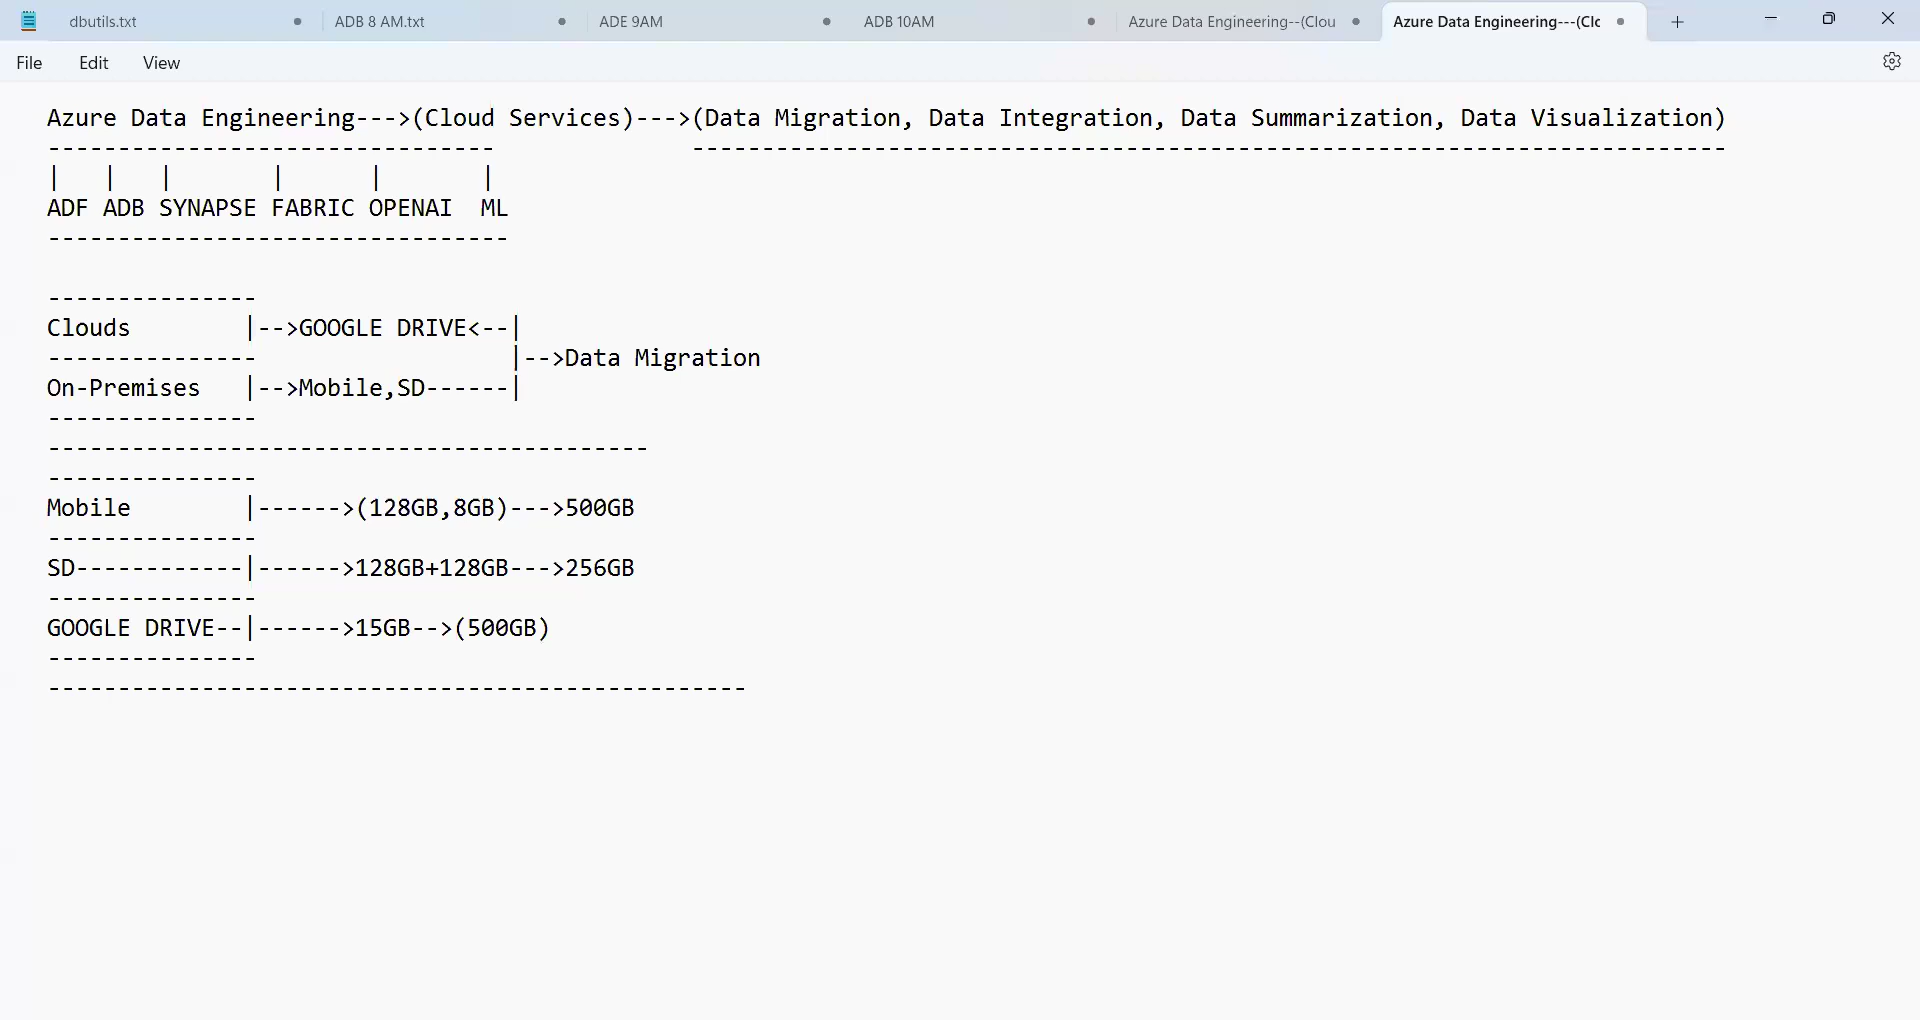 dbutils.txt ADB 8 AM.txt ADE 9AM ADB 10AM Azure Data Engineering--(Clou Azure Data Engineering---(Clc
File Edit View
Azure Data Engineering--->(Cloud Services)--->(Data Migration, Data Integration, Data Summarization, Data Visualization)
-------------------------------- --------------------------------------------------------------------------
| | | | | |
ADF ADB SYNAPSE FABRIC OPENAI ML
---------------------------------
---------------
Clouds |-->GOOGLE DRIVE<--|
--------------- |-->Data Migration
On-Premises |-->Mobile,SD------|
---------------
-------------------------------------------
---------------
Mobile |------>(128GB,8GB)--->500GB
---------------
SD------------|------>128GB+128GB--->256GB
---------------
GOOGLE DRIVE--|------>15GB-->(500GB)
---------------
--------------------------------------------------